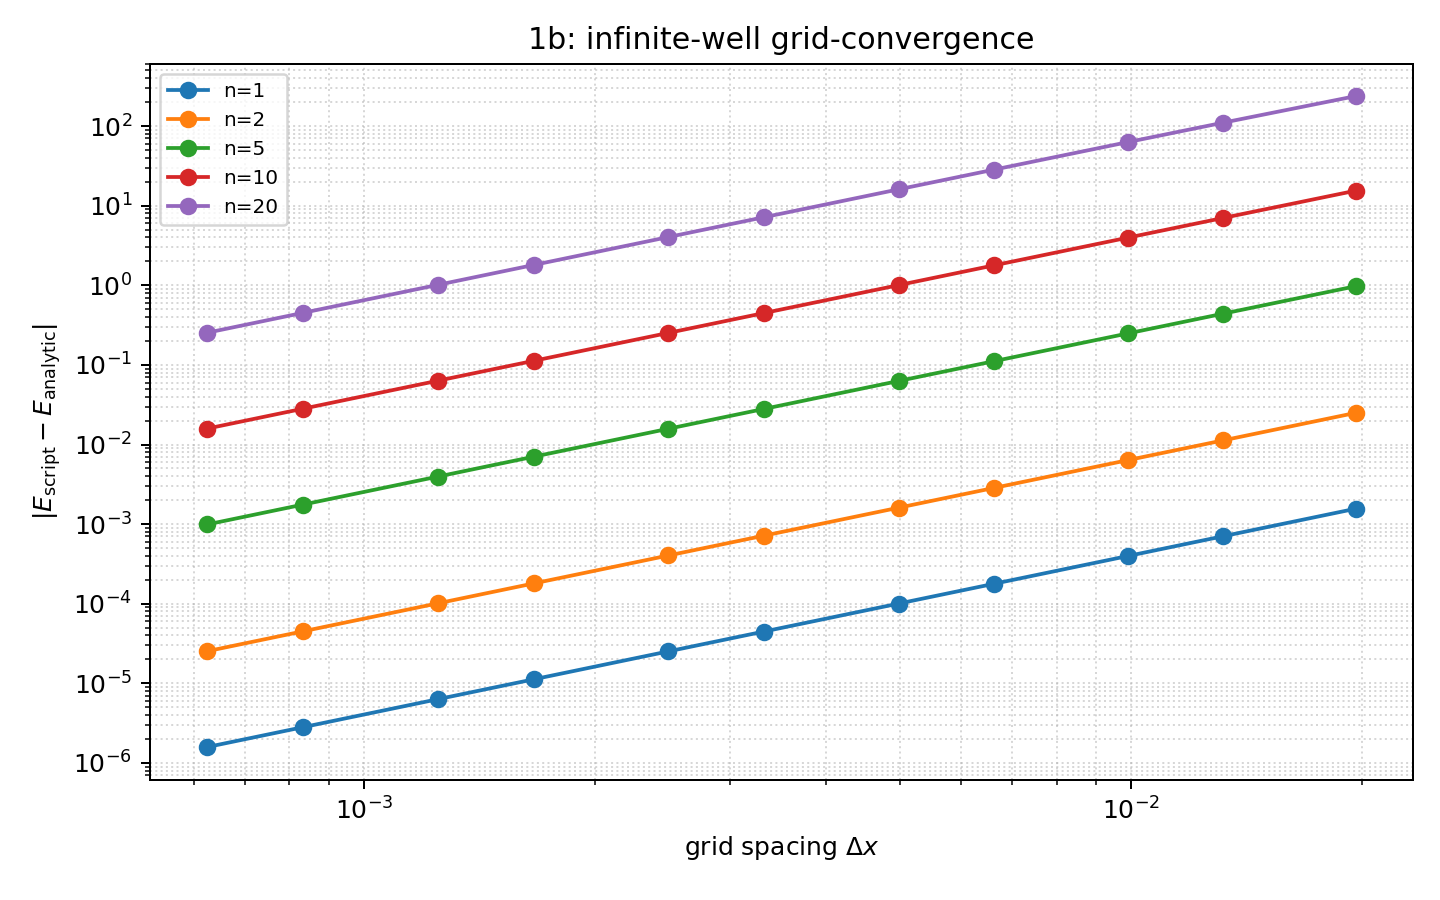 1b: infinite-well grid-convergence
n=1
n=2
n=5
n=10
n=20
|E_script − E_analytic|
10²
10¹
10⁰
10⁻¹
10⁻²
10⁻³
10⁻⁴
10⁻⁵
10⁻⁶
10⁻³ 10⁻²
grid spacing Δx